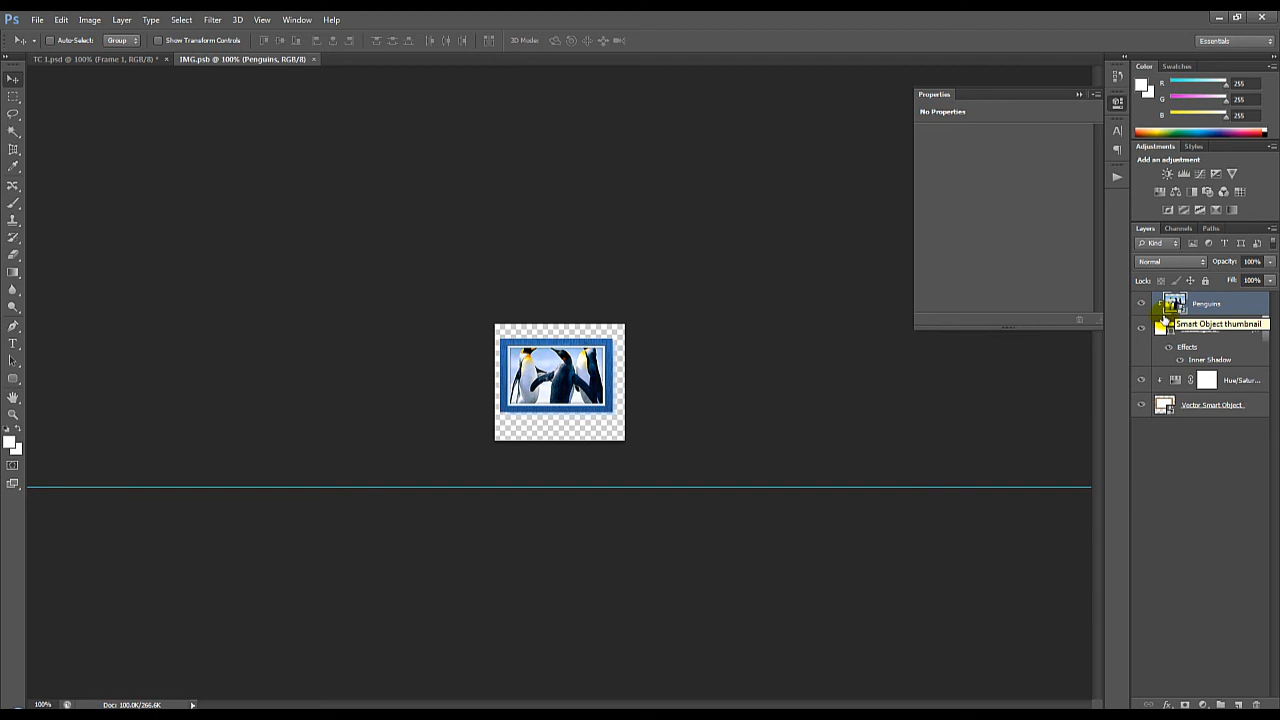 Ps File Edit Image Layer Type Select Filter 3D View Window Help
Auto-Select: Group Show Transform Controls 3D Mode: Essentials
TC 1.psd @ 100% (Frame 1, RGB/8) * × IMG.psb @ 100% (Penguins, RGB/8) ×
Color Swatches
R 255
G 255
B 255
Properties
No Properties
Adjustments Styles
Add an adjustment
Layers Channels Paths
Kind
Normal Opacity: 100%
Lock: Fill: 100%
Penguins
Smart Object thumbnail
Effects
Inner Shadow
Hue/Satur...
Vector Smart Object
100% Doc: 100.0K/266.6K